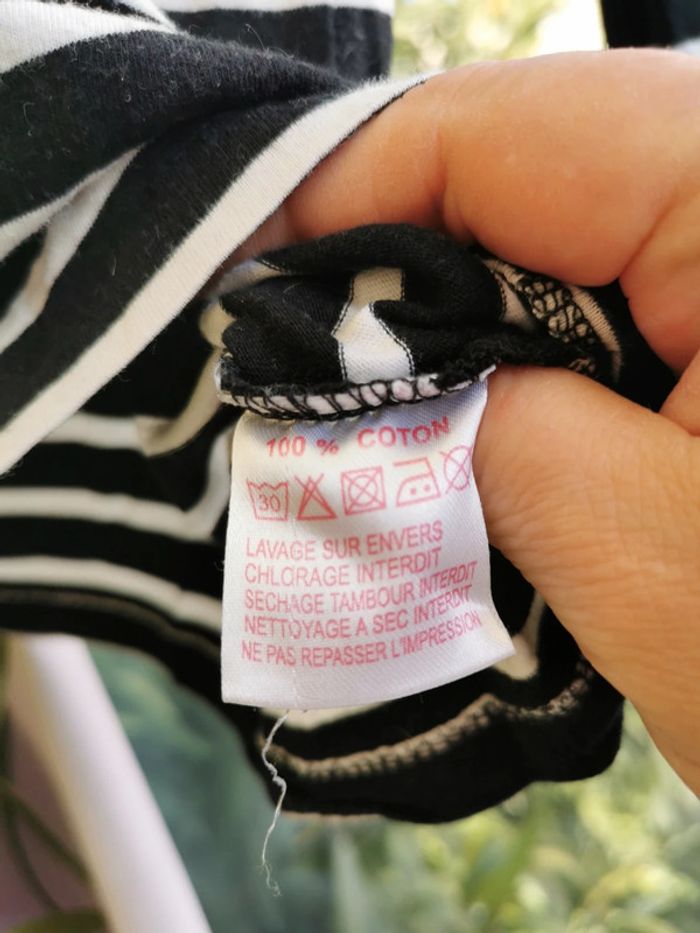 100 % COTON
30
LAVAGE SUR ENVERS
CHLORAGE INTERDIT
SECHAGE TAMBOUR INTERDIT
NETTOYAGE A SEC INTERDIT
NE PAS REPASSER L'IMPRESSION